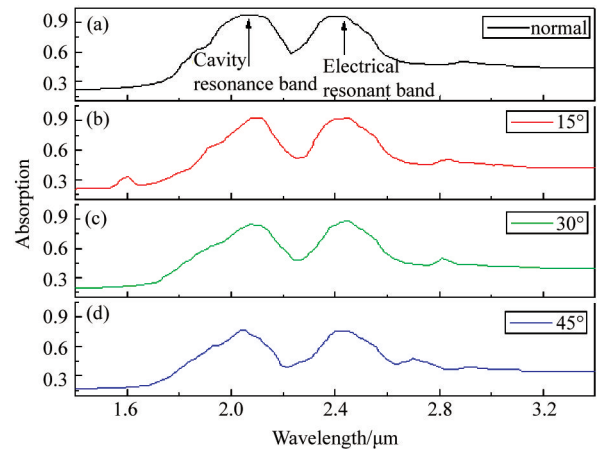 (a)
normal
0.9
0.6
0.3
Cavity
resonance band
Electrical
resonant band
(b)
15°
0.9
0.6
0.3
(c)
30°
0.9
0.6
0.3
(d)
45°
0.9
0.6
0.3
Absorption
1.6 2.0 2.4 2.8 3.2
Wavelength/μm